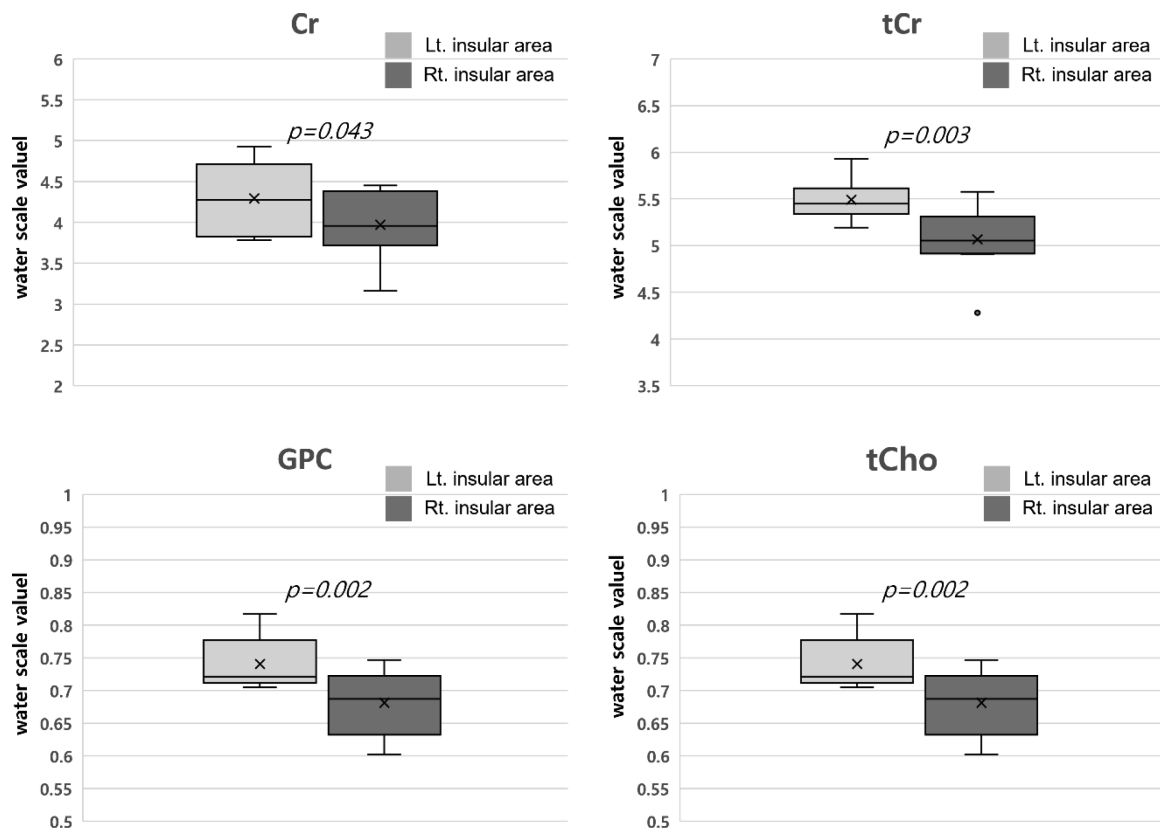 Cr
Lt. insular area
Rt. insular area
6
5.5
5
4.5
4
3.5
3
2.5
2
water scale valuel
p=0.043
tCr
Lt. insular area
Rt. insular area
7
6.5
6
5.5
5
4.5
4
3.5
water scale valuel
p=0.003
GPC
Lt. insular area
Rt. insular area
1
0.95
0.9
0.85
0.8
0.75
0.7
0.65
0.6
0.55
0.5
water scale valuel
p=0.002
tCho
Lt. insular area
Rt. insular area
1
0.95
0.9
0.85
0.8
0.75
0.7
0.65
0.6
0.55
0.5
water scale valuel
p=0.002